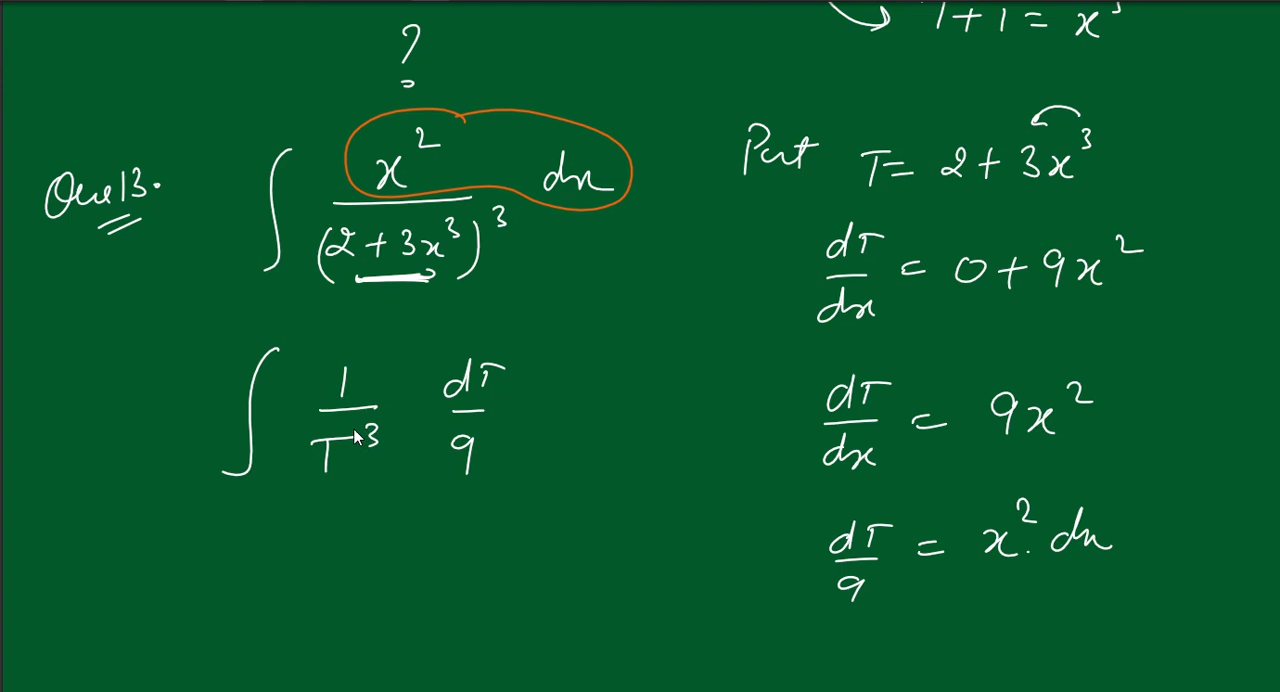 ?
↪ 1 + 1 = x³
Que 13. ∫ x² / (2 + 3x³)³ dx
Put T = 2 + 3x³
dT/dx = 0 + 9x²
∫ 1/T³ dT/9
dT/dx = 9x²
dT/9 = x². dx